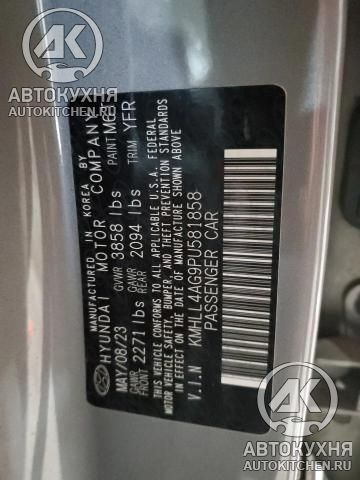 AK
АВТОКУХНЯ
AUTOKITCHEN.RU
MANUFACTURED IN KOREA BY
HYUNDAI MOTOR COMPANY
MAY/08/23 GVWR 3858 lbs PAINT
GAWR FRONT 2271 lbs GAWR REAR 2094 lbs TRIM YFR
THIS VEHICLE CONFORMS TO ALL APPLICABLE U.S.A. FEDERAL
MOTOR VEHICLE SAFETY, BUMPER, AND THEFT PREVENTION
STANDARDS IN EFFECT ON THE DATE OF MANUFACTURE SHOWN ABOVE.
V.I.N KMHLL4AG9PU581858
PASSENGER CAR
AK
АВТОКУХНЯ
AUTOKITCHEN.RU